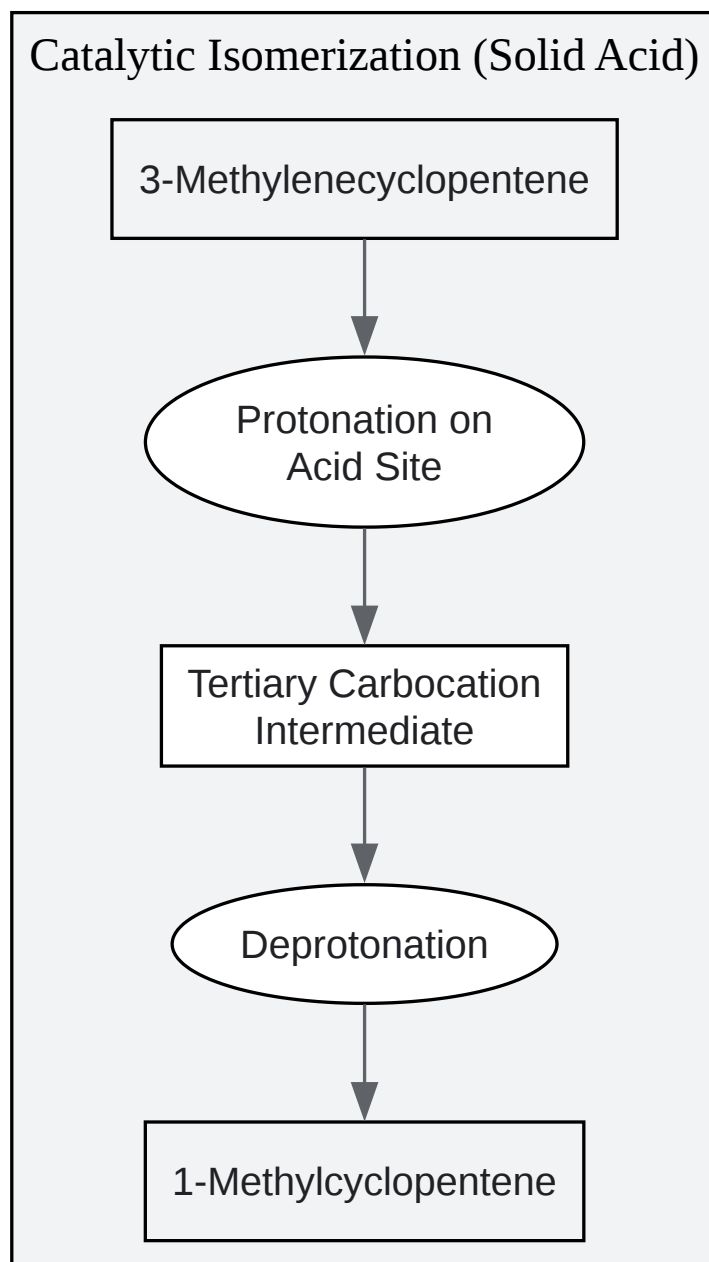 Catalytic Isomerization (Solid Acid)
3-Methylenecyclopentene
Protonation on
Acid Site
Tertiary Carbocation
Intermediate
Deprotonation
1-Methylcyclopentene